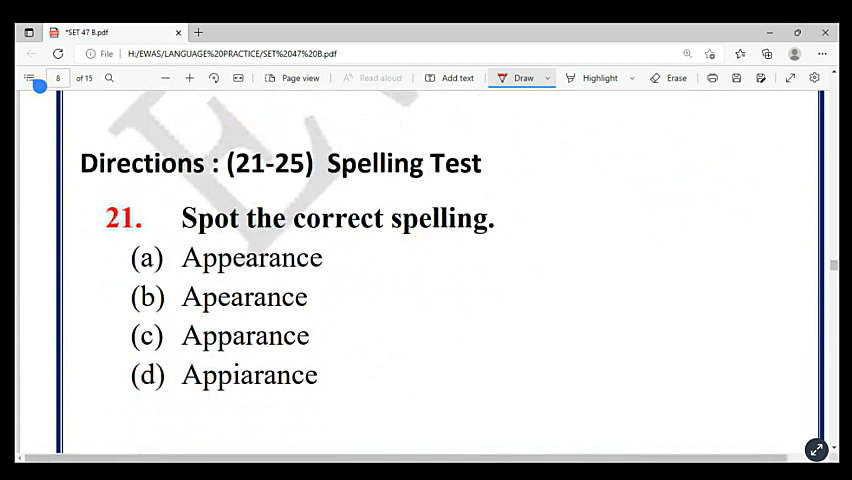 *SET 47 B.pdf
File
H:/EWAS/LANGUAGE%20PRACTICE/SET%2047%20B.pdf
8 of 15
Page view
Read aloud
Add text
Draw
Highlight
Erase
Directions : (21-25) Spelling Test
21. Spot the correct spelling.
(a) Appearance
(b) Apearance
(c) Apparance
(d) Appiarance